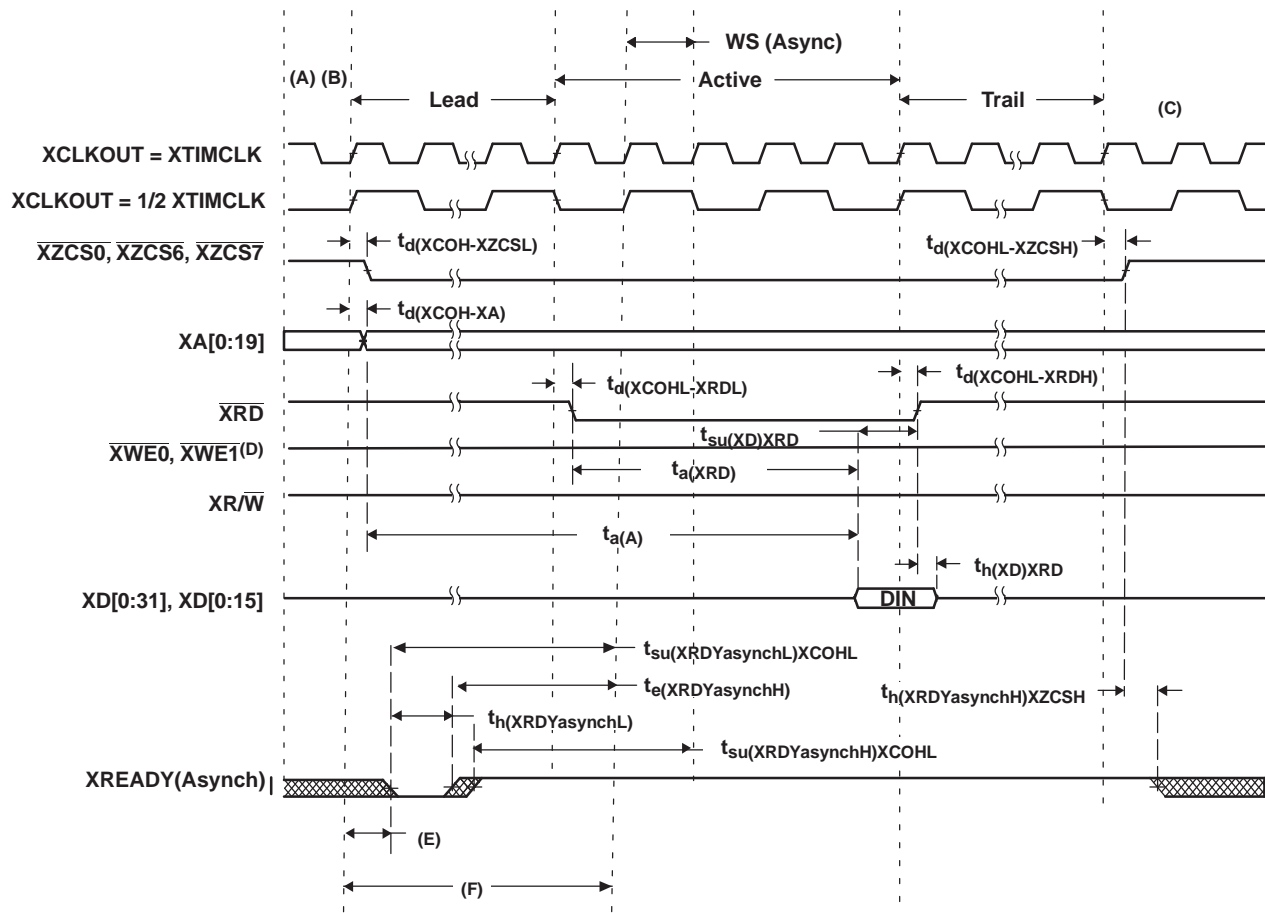 WS (Async)
(A) (B)
Active
Lead
Trail
(C)
XCLKOUT = XTIMCLK
XCLKOUT = 1/2 XTIMCLK
td(XCOH-XZCSL)
td(XCOHL-XZCSH)
XZCS0, XZCS6, XZCS7
td(XCOH-XA)
XA[0:19]
td(XCOHL-XRDL)
td(XCOHL-XRDH)
XRD
tsu(XD)XRD
XWE0, XWE1(D)
ta(XRD)
XR/W
ta(A)
th(XD)XRD
XD[0:31], XD[0:15]
DIN
tsu(XRDYasynchL)XCOHL
te(XRDYasynchH)
th(XRDYasynchH)XZCSH
th(XRDYasynchL)
tsu(XRDYasynchH)XCOHL
XREADY(Asynch)
(E)
(F)